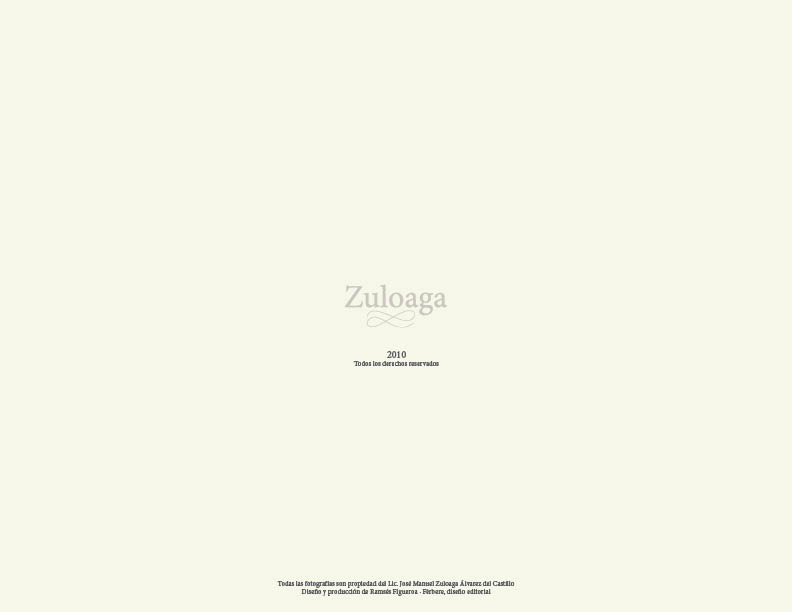 Zuloaga
2010
Todos los derechos reservados
Todas las fotografías son propiedad del Lic. José Manuel Zuloaga Álvarez del Castillo
Diseño y producción de Ramsés Figueroa - Férbere, diseño editorial